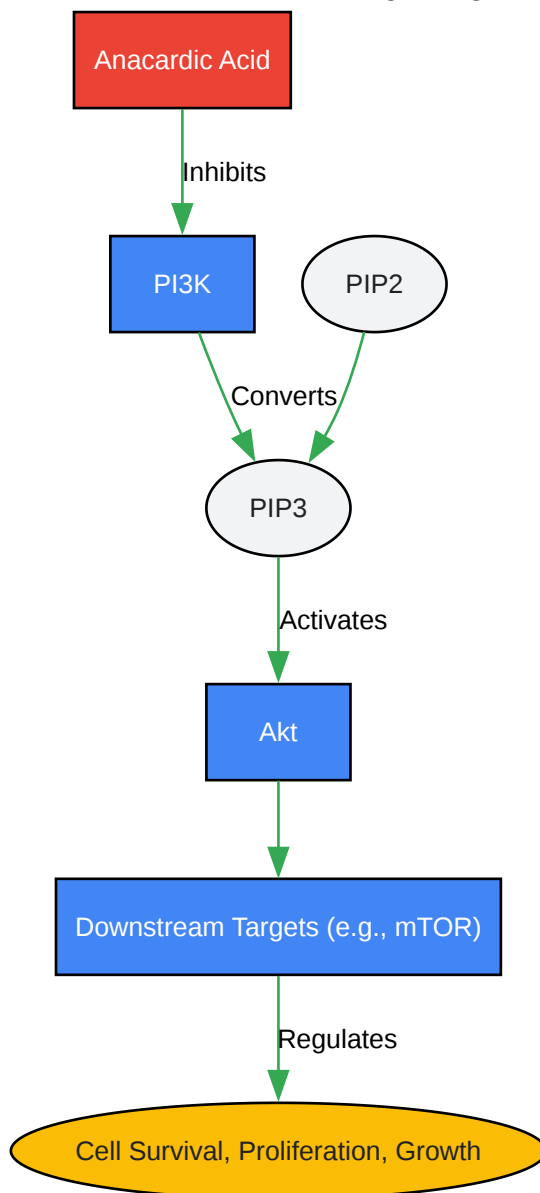 Anacardic Acid
Inhibits
PI3K
PIP2
Converts
PIP3
Activates
Akt
Downstream Targets (e.g., mTOR)
Regulates
Cell Survival, Proliferation, Growth